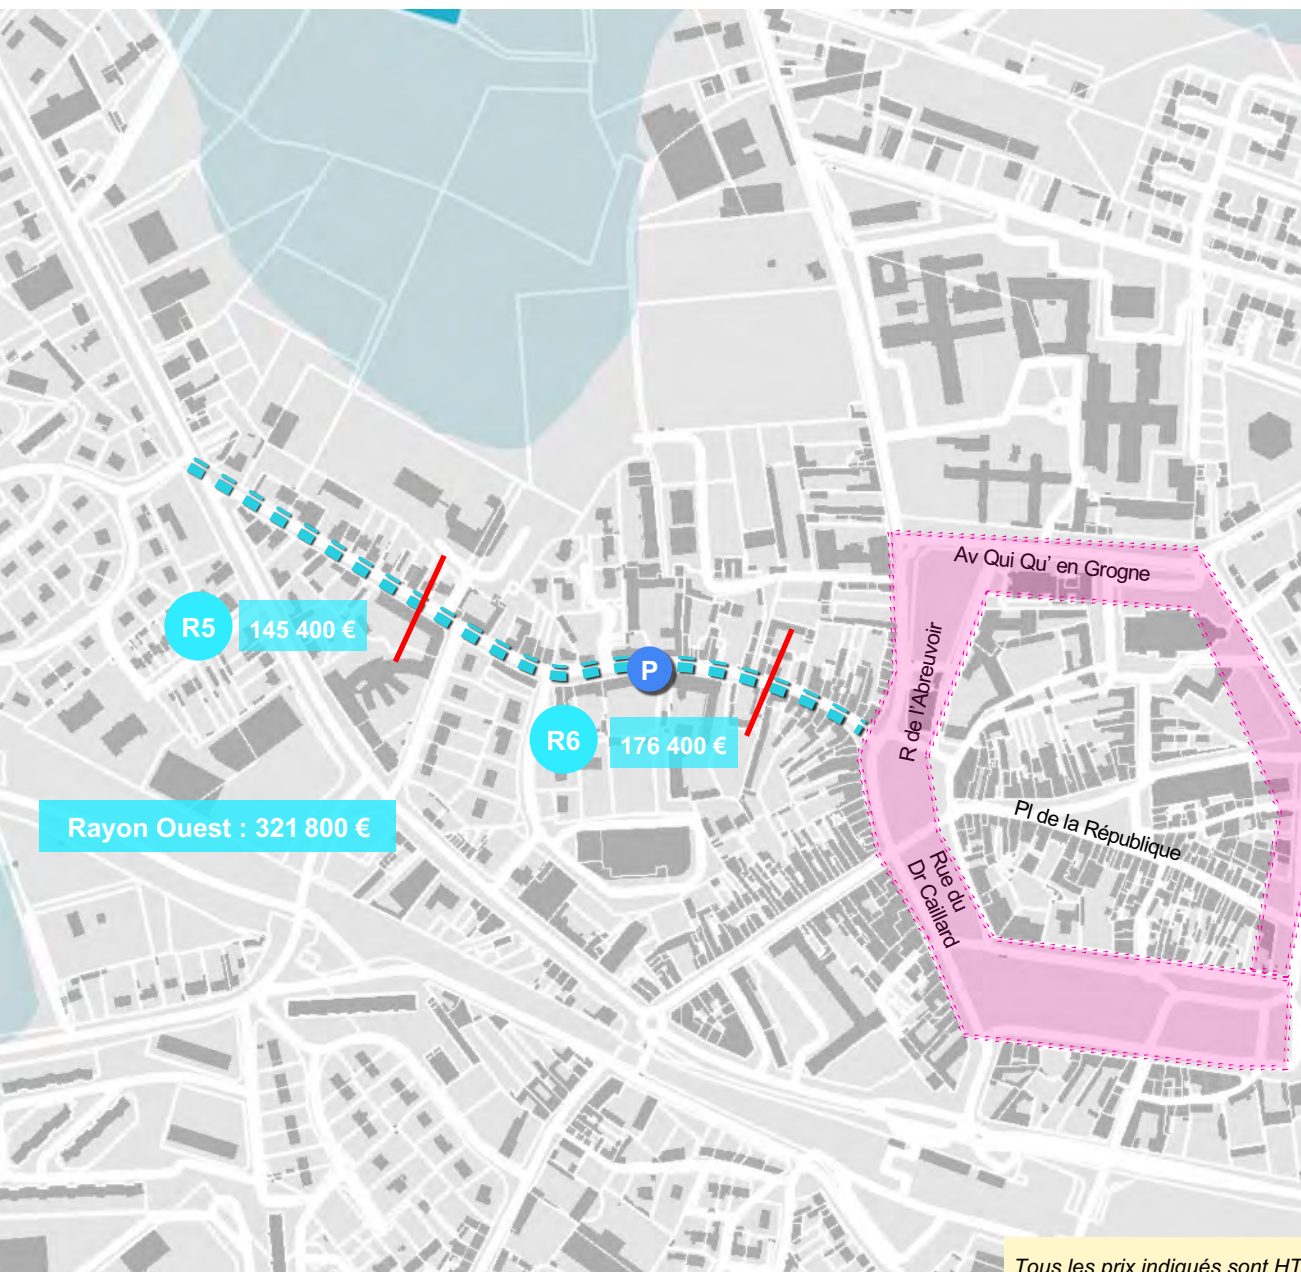 Av Qui Qu’ en Grogne
R5
145 400 €
R de l’Abreuvoir
P
R6
176 400 €
Rayon Ouest : 321 800 €
Pl de la République
Rue du
Dr Caillard
Tous les prix indiqués sont HT